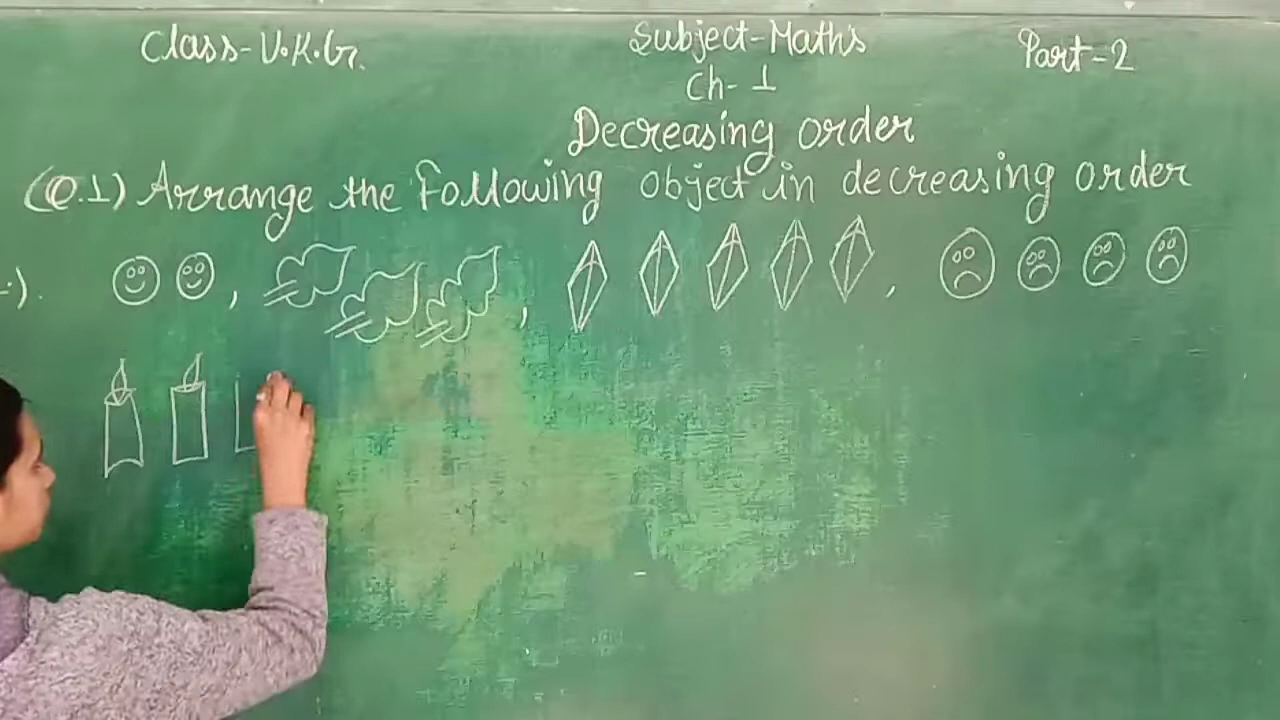 Class-U.K.G. Subject-Maths Part-2
Ch-1
Decreasing order
(Q.1) Arrange the following object in decreasing order